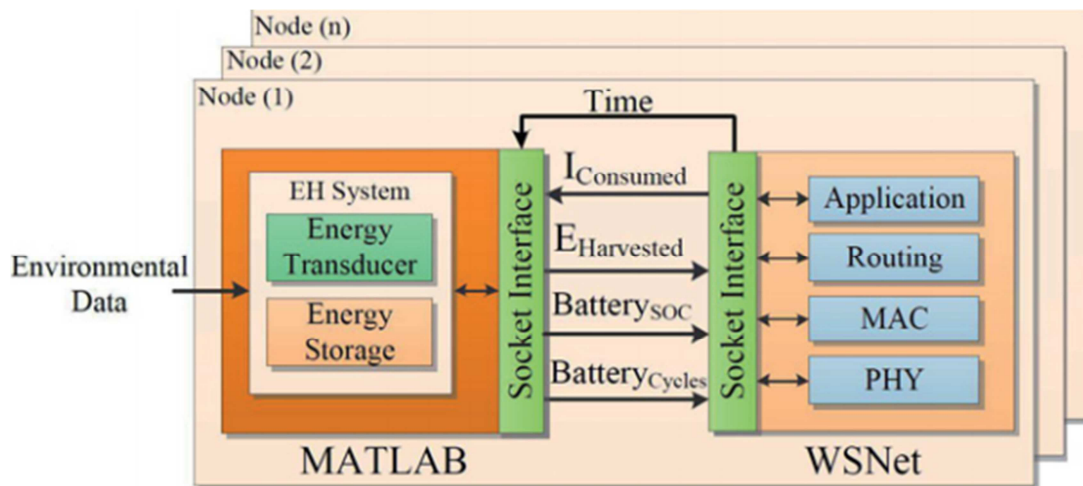 Node (n)
Node (2)
Node (1)
Time
EH System
Energy
Transducer
Energy
Storage
Environmental
Data
Socket Interface
I Consumed
E Harvested
Battery SOC
Battery Cycles
Socket Interface
Application
Routing
MAC
PHY
MATLAB
WSNet